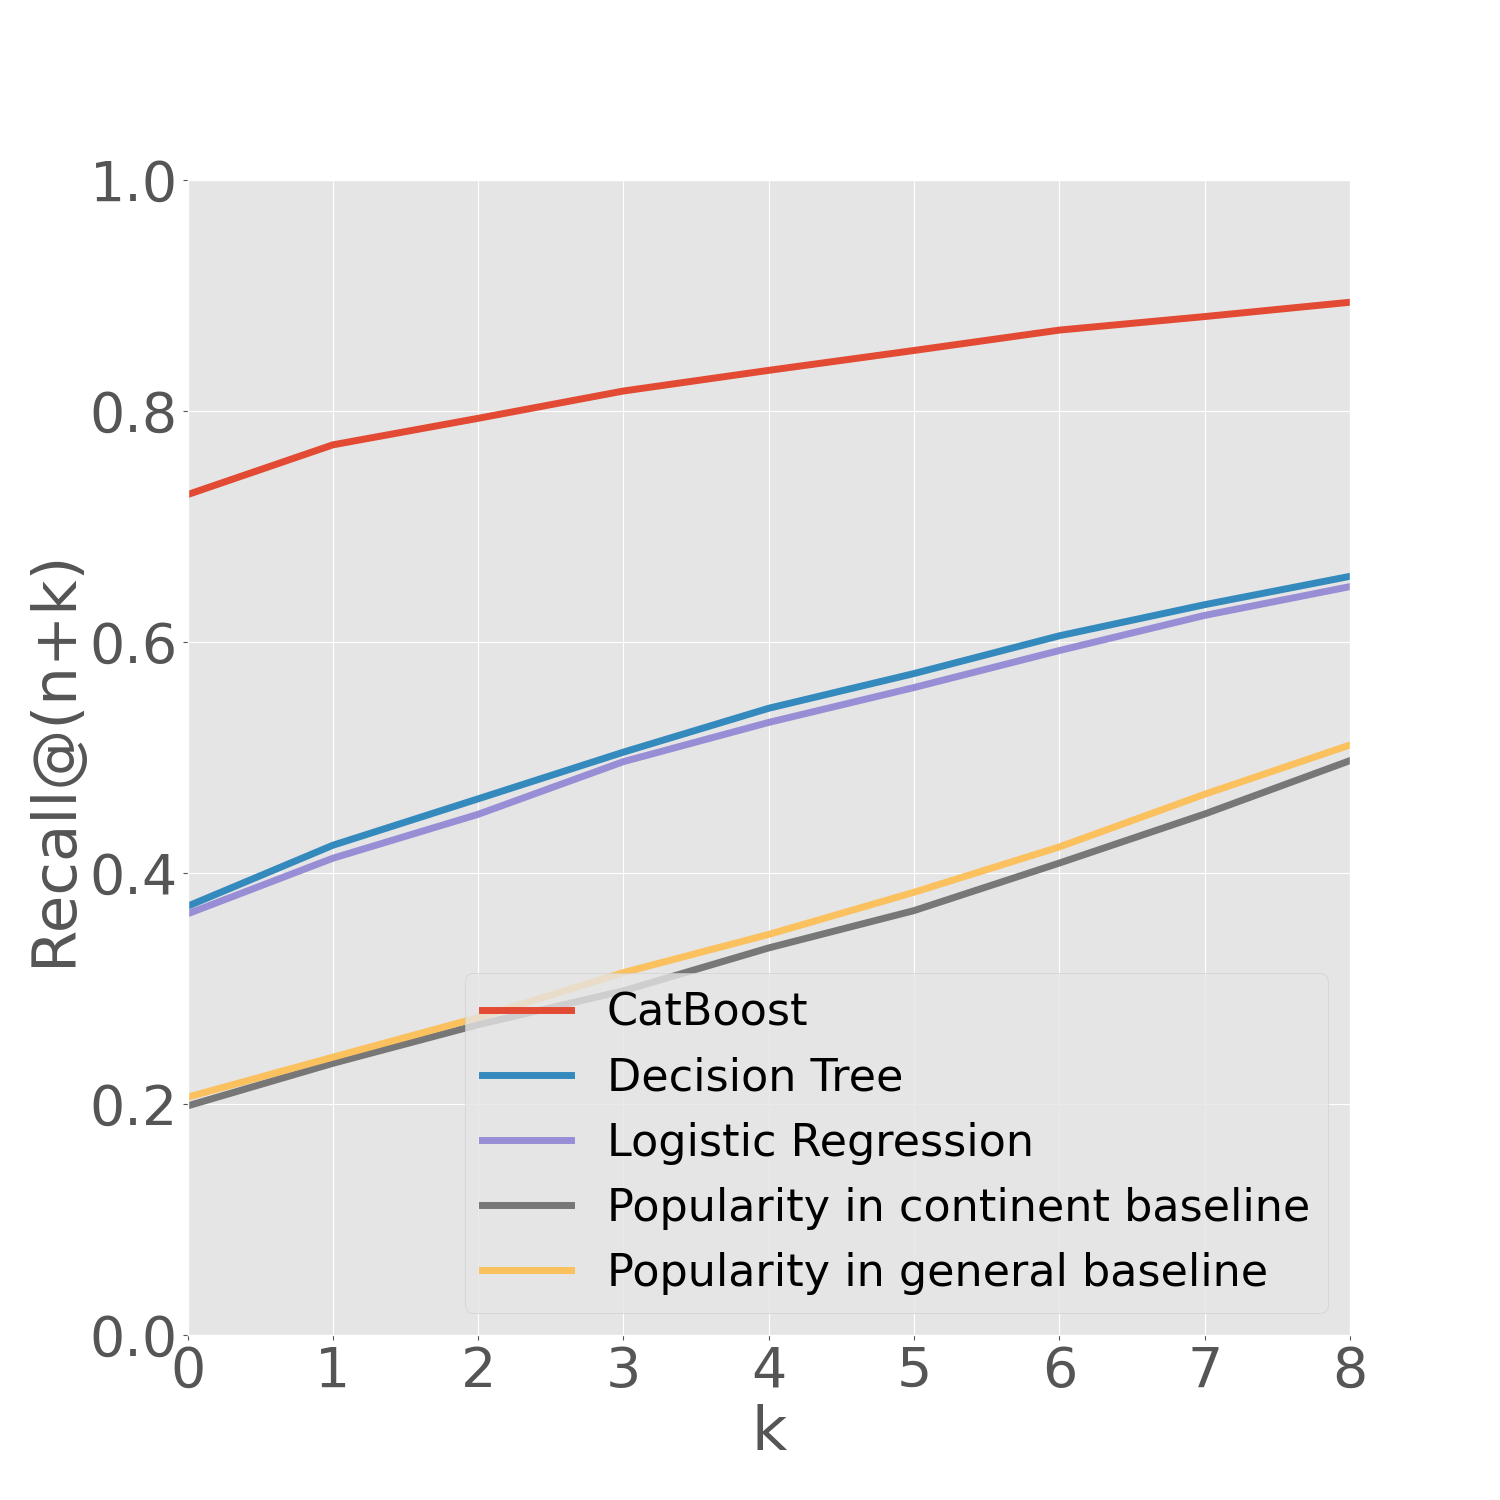 1.0
0.8
0.6
0.4
0.2
0.0
Recall@(n+k)
CatBoost
Decision Tree
Logistic Regression
Popularity in continent baseline
Popularity in general baseline
0 1 2 3 4 5 6 7 8
k